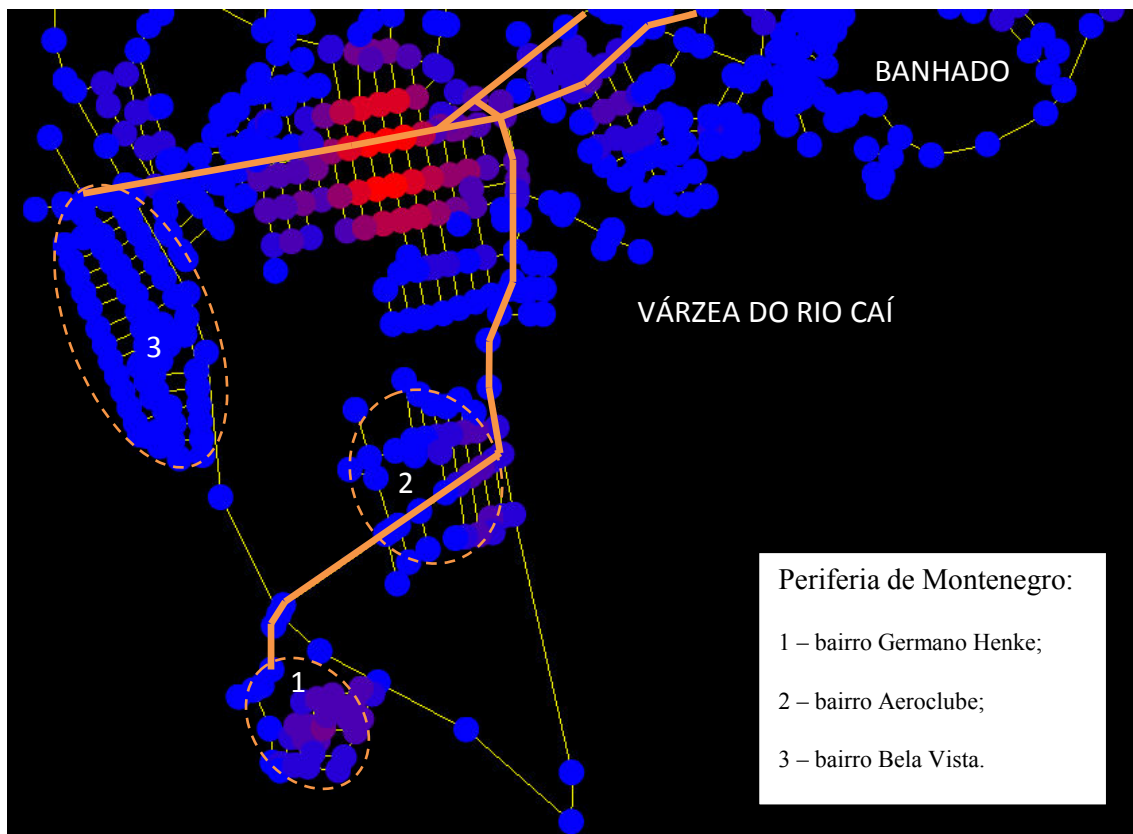 BANHADO
VÁRZEA DO RIO CAÍ
3
2
1
Periferia de Montenegro:
1 – bairro Germano Henke;
2 – bairro Aeroclube;
3 – bairro Bela Vista.